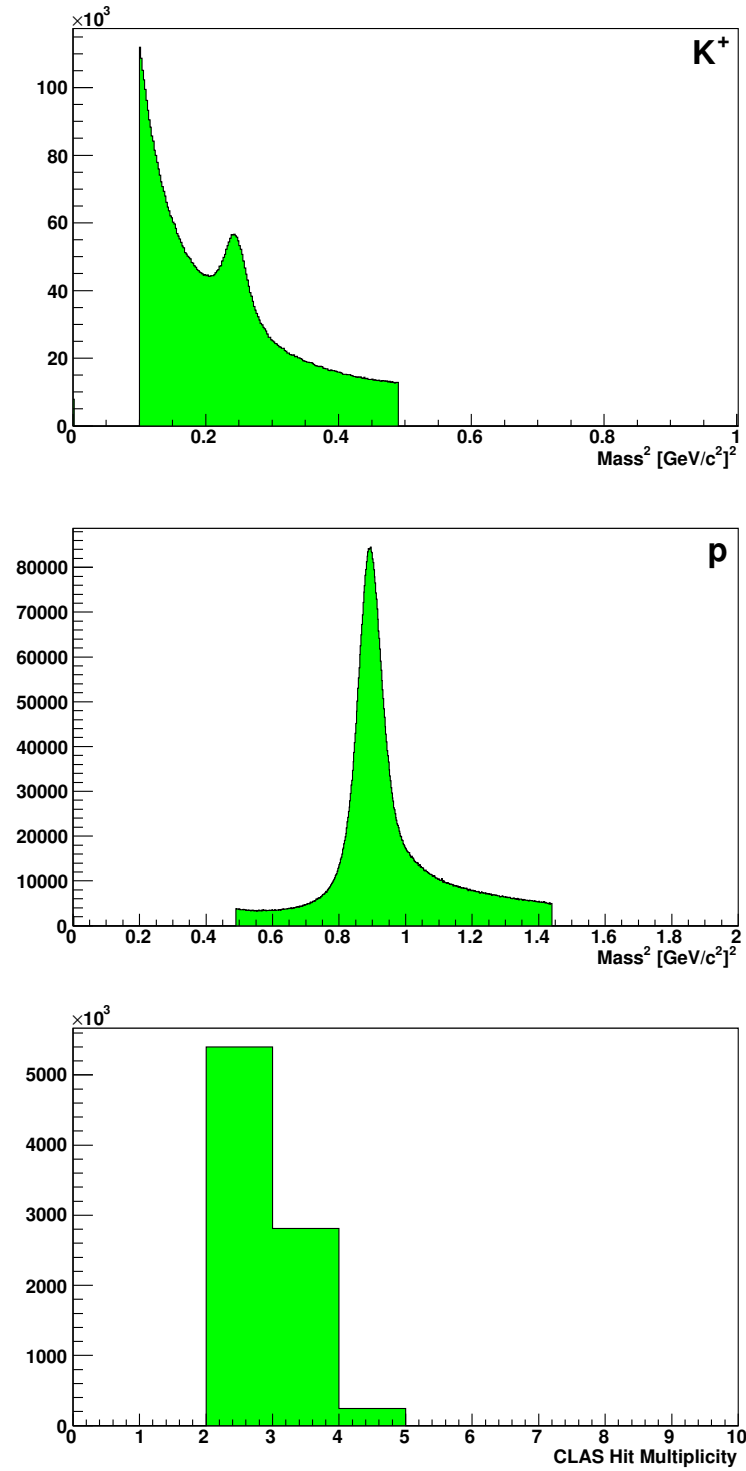 ×10³
K⁺
100
80
60
40
20
0
0 0.2 0.4 0.6 0.8 1
Mass² [GeV/c²]²
p
80000
70000
60000
50000
40000
30000
20000
10000
0
0 0.2 0.4 0.6 0.8 1 1.2 1.4 1.6 1.8 2
Mass² [GeV/c²]²
×10³
5000
4000
3000
2000
1000
0
0 1 2 3 4 5 6 7 8 9 10
CLAS Hit Multiplicity